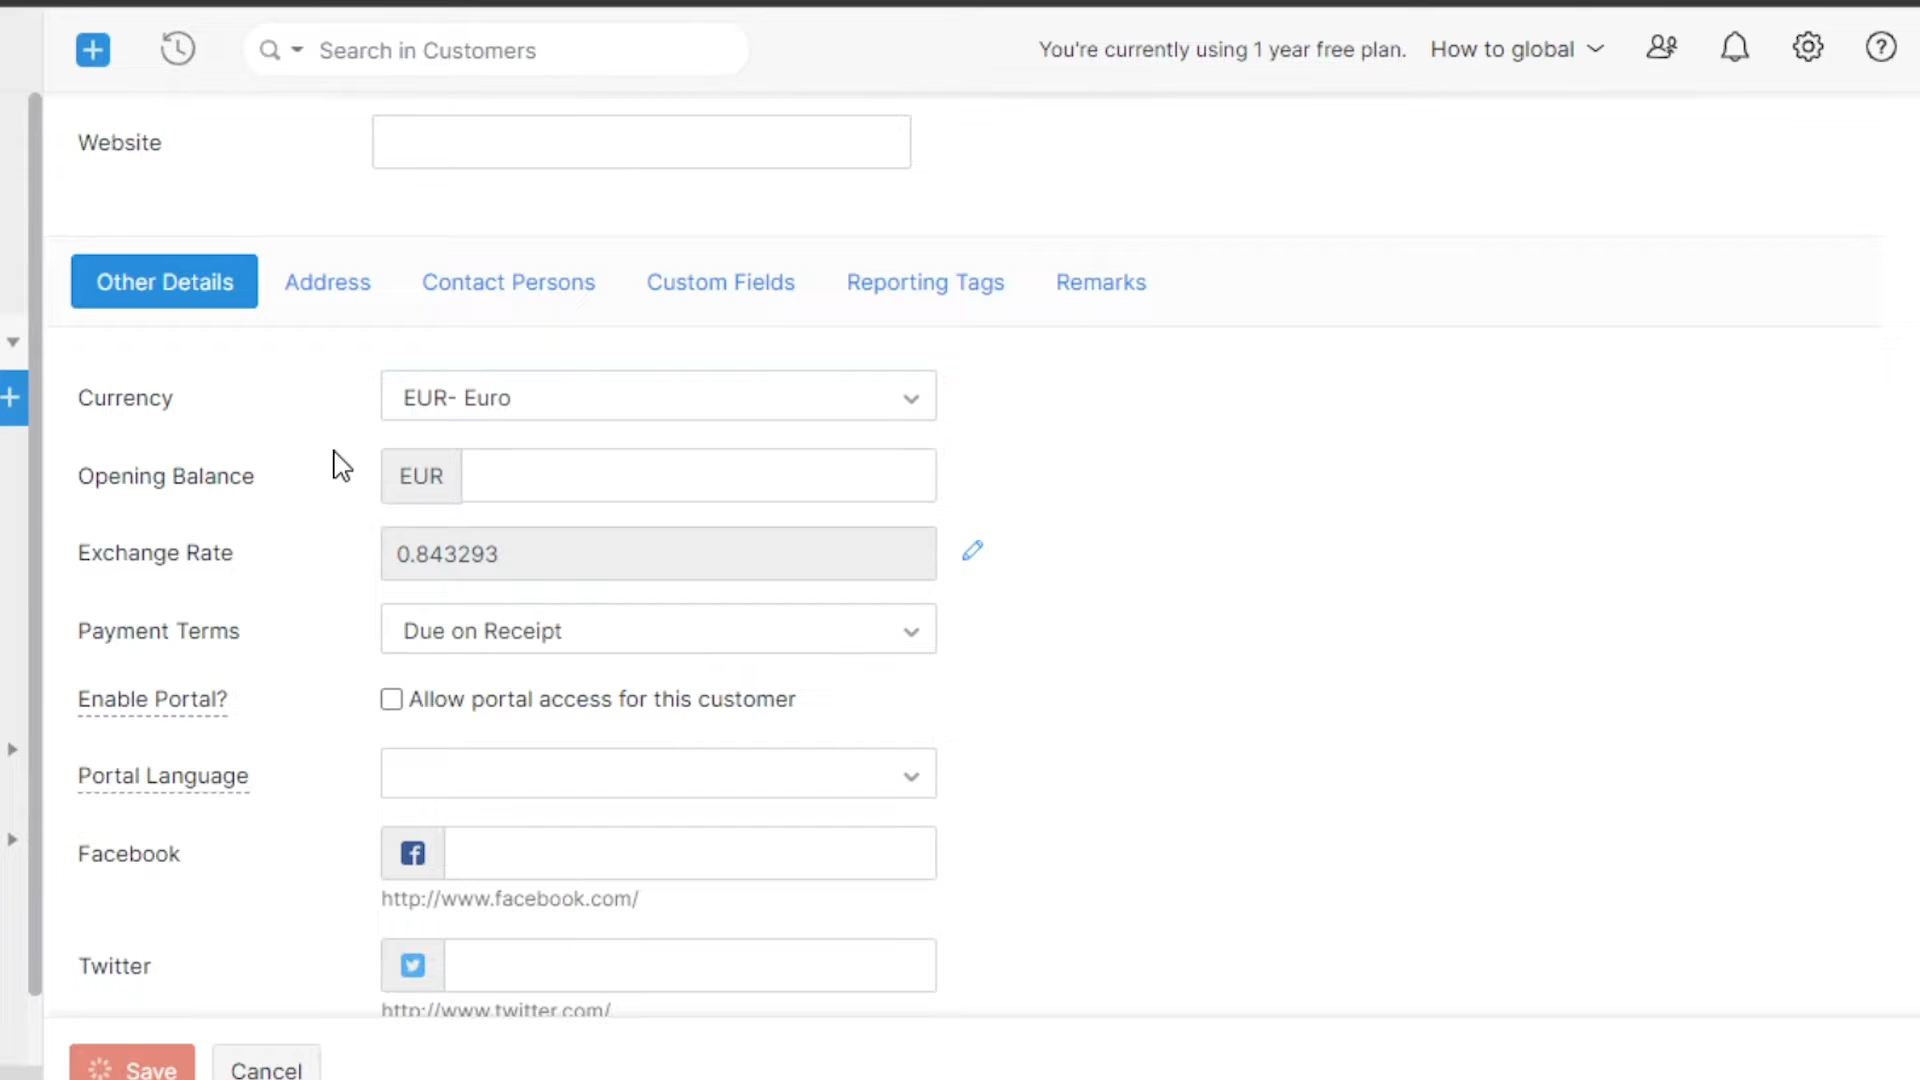 Search in Customers
You're currently using 1 year free plan. How to global
Website
Other Details Address Contact Persons Custom Fields Reporting Tags Remarks
Currency EUR- Euro
Opening Balance EUR
Exchange Rate 0.843293
Payment Terms Due on Receipt
Enable Portal? Allow portal access for this customer
Portal Language
Facebook
http://www.facebook.com/
Twitter
http://www.twitter.com/
Save Cancel